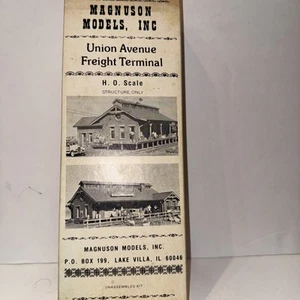 MAGNUSON
MODELS, INC
Union Avenue
Freight Terminal
H. O. Scale
STRUCTURE ONLY
MAGNUSON MODELS, INC.
P.O. BOX 199, LAKE VILLA, IL 60046
UNASSEMBLED KIT